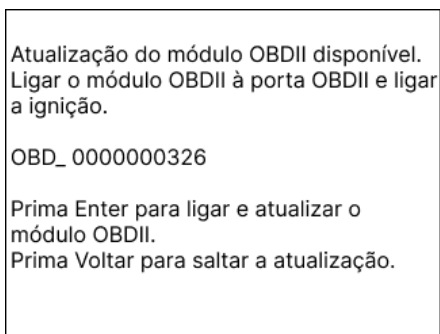 Atualização do módulo OBDII disponível.
Ligar o módulo OBDII à porta OBDII e ligar
a ignição.
OBD_ 0000000326
Prima Enter para ligar e atualizar o
módulo OBDII.
Prima Voltar para saltar a atualização.